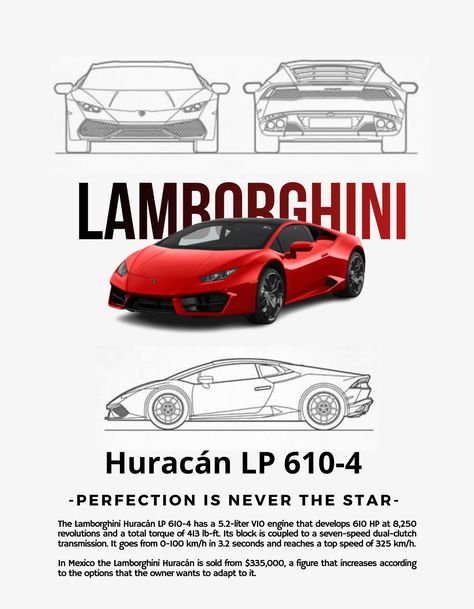 LAMBORGHINI
Huracán LP 610-4
-PERFECTION IS NEVER THE STAR-
The Lamborghini Huracán LP 610-4 has a 5.2-liter V10 engine that develops 610 HP at 8,250
revolutions and a total torque of 413 lb-ft. Its block is coupled to a seven-speed dual-clutch
transmission. It goes from 0-100 km/h in 3.2 seconds and reaches a top speed of 325 km/h.
In Mexico the Lamborghini Huracán is sold from $335,000, a figure that increases according
to the options that the owner wants to adapt to it.